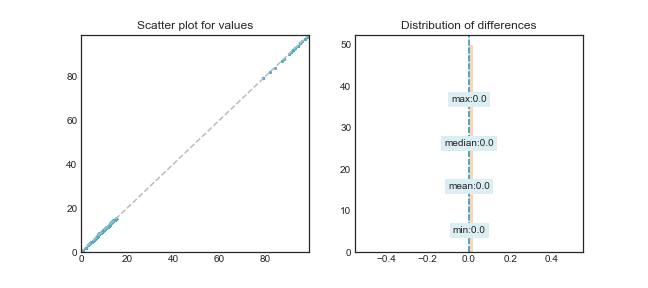 Scatter plot for values
80
60
40
20
0
0 20 40 60 80
Distribution of differences
50
40
30
20
10
0
max:0.0
median:0.0
mean:0.0
min:0.0
−0.4 −0.2 0.0 0.2 0.4